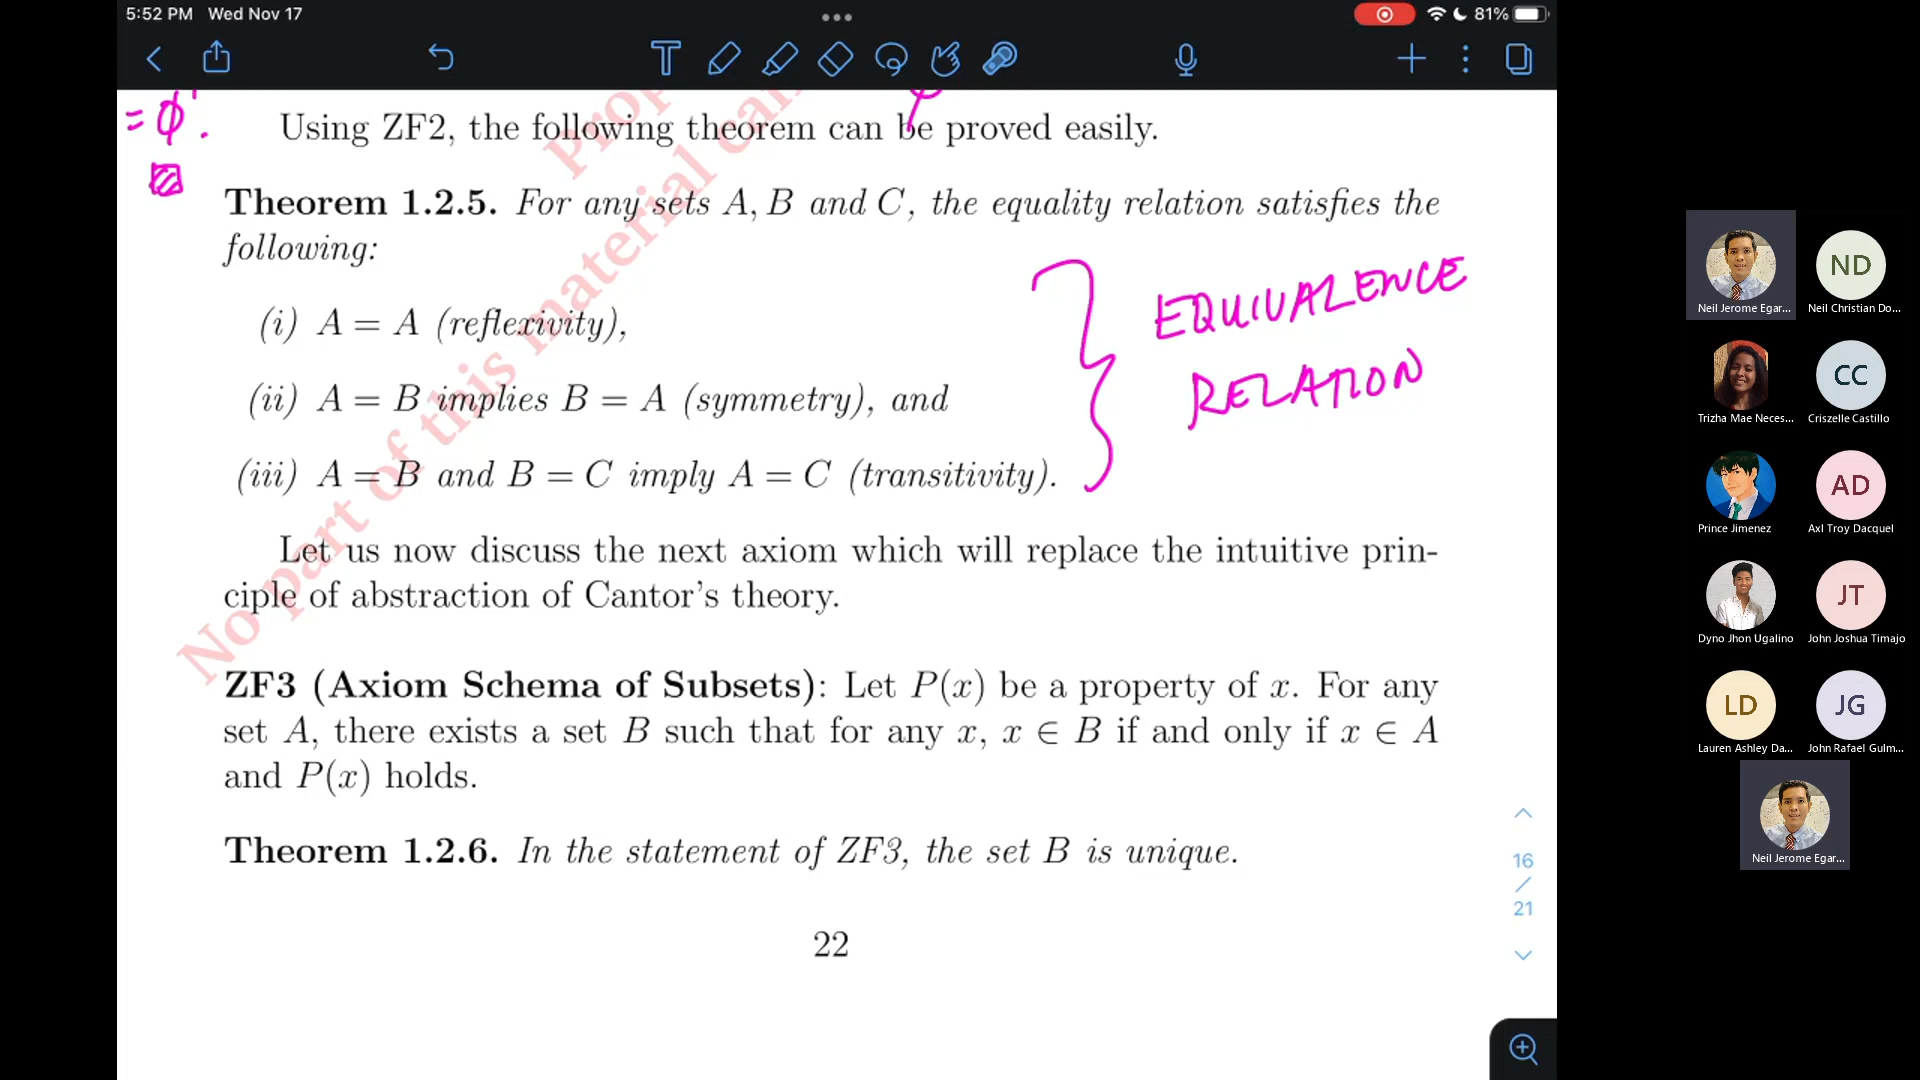 5:52 PM Wed Nov 17
81%
= ϕ.
Using ZF2, the following theorem can be proved easily.
Theorem 1.2.5. For any sets A, B and C, the equality relation satisfies the
following:
(i) A = A (reflexivity),
(ii) A = B implies B = A (symmetry), and
(iii) A = B and B = C imply A = C (transitivity).
EQUIVALENCE
RELATION
Let us now discuss the next axiom which will replace the intuitive prin-
ciple of abstraction of Cantor's theory.
ZF3 (Axiom Schema of Subsets): Let P(x) be a property of x. For any
set A, there exists a set B such that for any x, x ∈ B if and only if x ∈ A
and P(x) holds.
Theorem 1.2.6. In the statement of ZF3, the set B is unique.
22
16
/
21
No part of this material
Neil Jerome Egar...
ND
Neil Christian Do...
Trizha Mae Neces...
CC
Criszelle Castillo
Prince Jimenez
AD
Axl Troy Dacquel
Dyno Jhon Ugalino
JT
John Joshua Timajo
LD
Lauren Ashley Da...
JG
John Rafael Gulm...
Neil Jerome Egar...